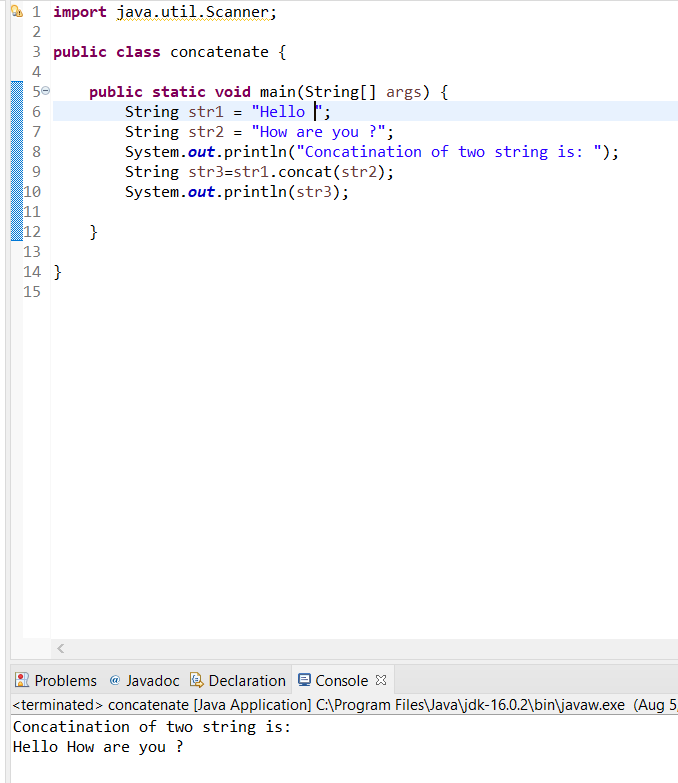 1 import java.util.Scanner;
2
3 public class concatenate {
4
5 public static void main(String[] args) {
6 String str1 = "Hello ";
7 String str2 = "How are you ?";
8 System.out.println("Concatination of two string is: ");
9 String str3=str1.concat(str2);
10 System.out.println(str3);
11
12 }
13
14 }
15
Problems @ Javadoc Declaration Console
<terminated> concatenate [Java Application] C:\Program Files\Java\jdk-16.0.2\bin\javaw.exe (Aug 5,
Concatination of two string is:
Hello How are you ?